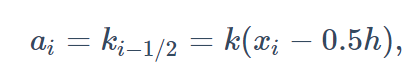 a_i = k_{i-1/2} = k(x_i − 0.5h),